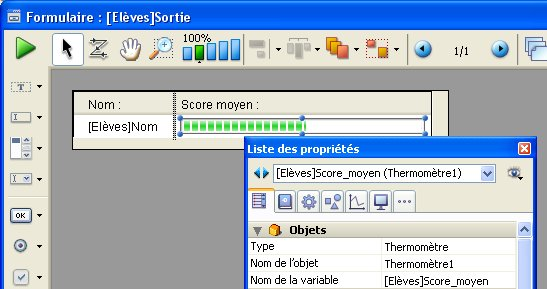 Formulaire : [Elèves]Sortie
100%
1/1
Nom :
Score moyen :
[Elèves]Nom
Liste des propriétés
[Elèves]Score_moyen (Thermomètre1)
Objets
Type
Thermomètre
Nom de l'objet
Thermomètre1
Nom de la variable
[Elèves]Score_moyen
OK